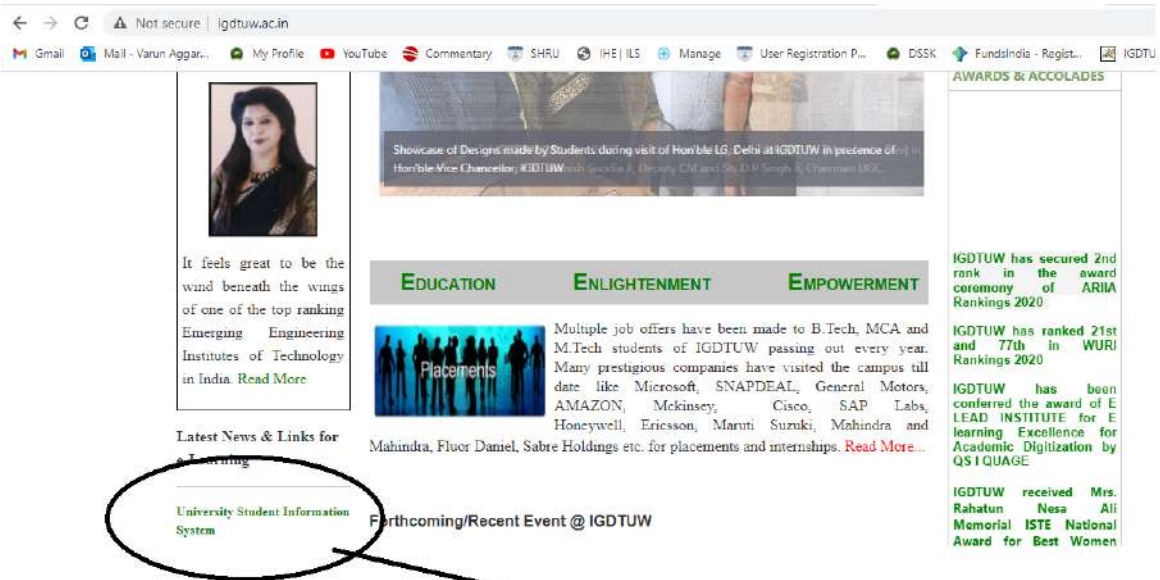 Not secure | igdtuw.ac.in
Gmail Mail - Varun Aggar... My Profile YouTube Commentary SHRU IHE | ILS Manage User Registration P... DSSK FundsIndia - Regist... IGDTU
Showcase of Designs made by Students during visit of Hon'ble LG, Delhi at IGDTUW in presence of
Hon'ble Vice Chancellor, IGDTUW
It feels great to be the
wind beneath the wings
of one of the top ranking
Emerging Engineering
Institutes of Technology
in India. Read More
Latest News & Links for
e-Learning
University Student Information
System
EDUCATION ENLIGHTENMENT EMPOWERMENT
Placements
Multiple job offers have been made to B.Tech, MCA and
M.Tech students of IGDTUW passing out every year.
Many prestigious companies have visited the campus till
date like Microsoft, SNAPDEAL, General Motors,
AMAZON, Mckinsey, Cisco, SAP Labs,
Honeywell, Ericsson, Maruti Suzuki, Mahindra and
Mahindra, Fluor Daniel, Sabre Holdings etc. for placements and internships. Read More...
Forthcoming/Recent Event @ IGDTUW
AWARDS & ACCOLADES
IGDTUW has secured 2nd
rank in the award
ceremony of ARIIA
Rankings 2020
IGDTUW has ranked 21st
and 77th in WURI
Rankings 2020
IGDTUW has been
conferred the award of E
LEAD INSTITUTE for E
learning Excellence for
Academic Digitization by
QS I QUAGE
IGDTUW received Mrs.
Rahatun Nesa Ali
Memorial ISTE National
Award for Best Women